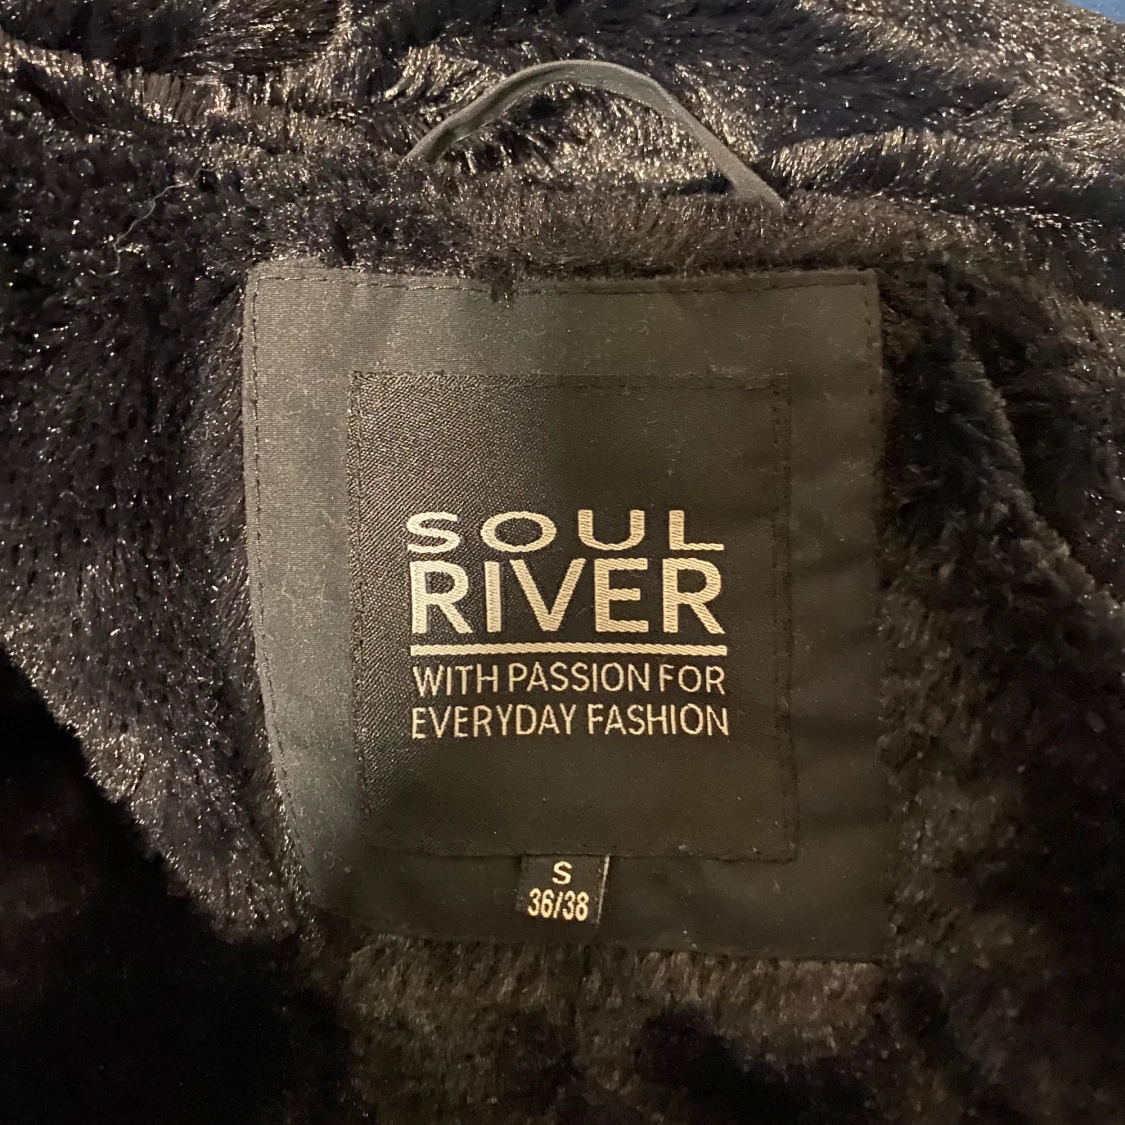 SOUL
RIVER
WITH PASSION FOR
EVERYDAY FASHION
S
36/38